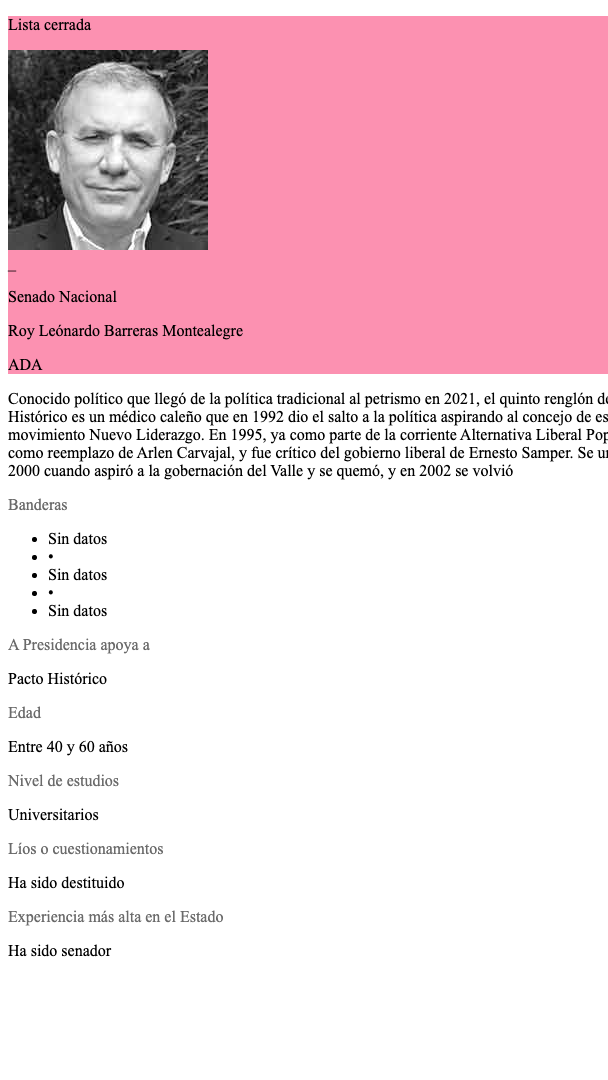 Lista cerrada
_
Senado Nacional
Roy Leónardo Barreras Montealegre
ADA
Conocido político que llegó de la política tradicional al petrismo en 2021, el quinto renglón
Histórico es un médico caleño que en 1992 dio el salto a la política aspirando al concejo de
movimiento Nuevo Liderazgo. En 1995, ya como parte de la corriente Alternativa Liberal
como reemplazo de Arlen Carvajal, y fue crítico del gobierno liberal de Ernesto Samper. Se
2000 cuando aspiró a la gobernación del Valle y se quemó, y en 2002 se volvió
Banderas
• Sin datos
• •
• Sin datos
• •
• Sin datos
A Presidencia apoya a
Pacto Histórico
Edad
Entre 40 y 60 años
Nivel de estudios
Universitarios
Líos o cuestionamientos
Ha sido destituido
Experiencia más alta en el Estado
Ha sido senador